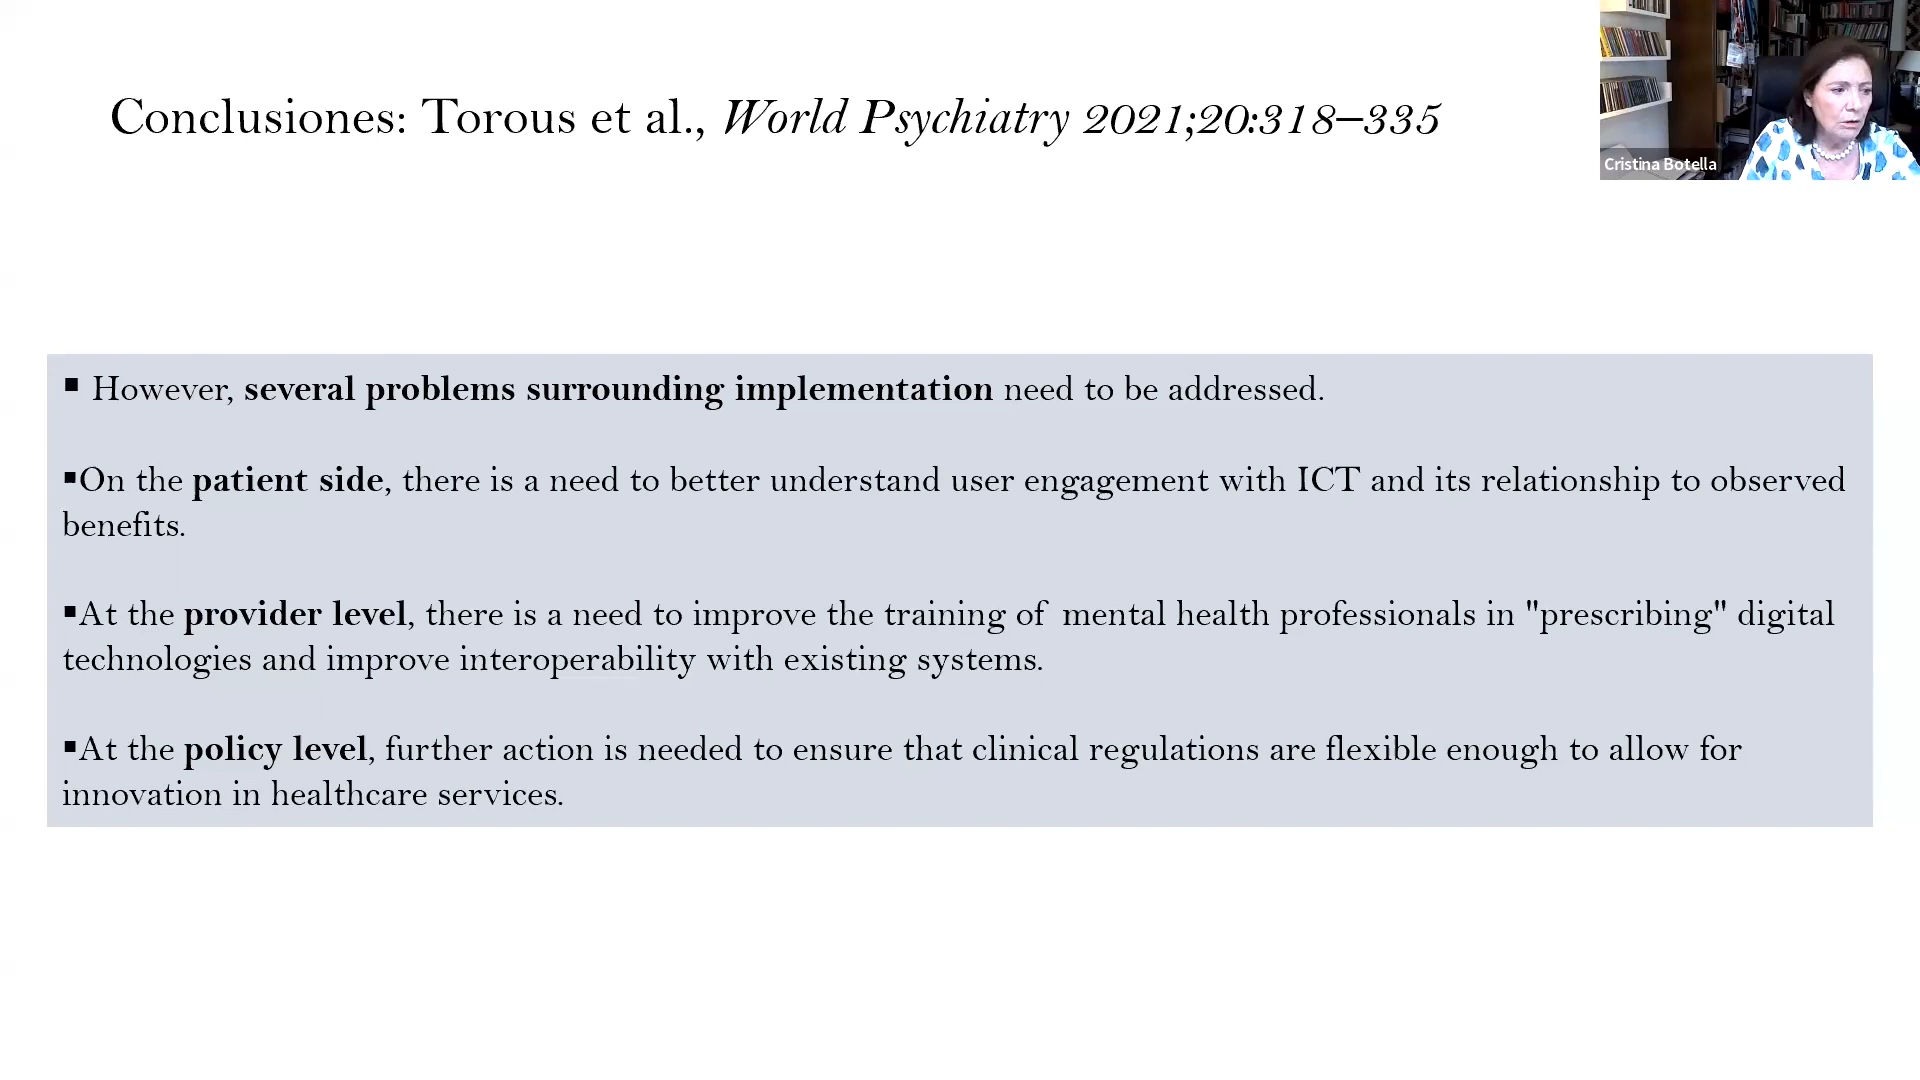 Conclusiones: Torous et al., World Psychiatry 2021;20:318–335
Cristina Botella
▪ However, several problems surrounding implementation need to be addressed.
▪On the patient side, there is a need to better understand user engagement with ICT and its relationship to observed
benefits.
▪At the provider level, there is a need to improve the training of mental health professionals in "prescribing" digital
technologies and improve interoperability with existing systems.
▪At the policy level, further action is needed to ensure that clinical regulations are flexible enough to allow for
innovation in healthcare services.